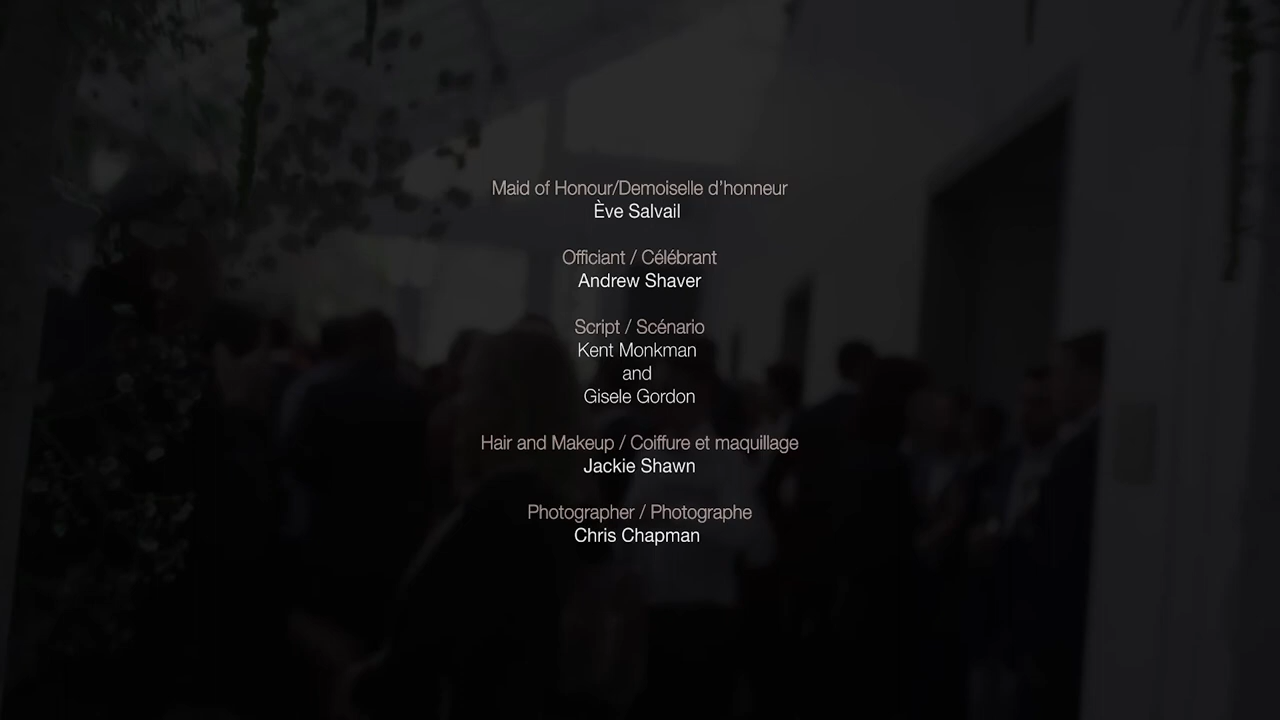 Maid of Honour/Demoiselle d'honneur
Ève Salvail
Officiant / Célébrant
Andrew Shaver
Script / Scénario
Kent Monkman
and
Gisele Gordon
Hair and Makeup / Coiffure et maquillage
Jackie Shawn
Photographer / Photographe
Chris Chapman